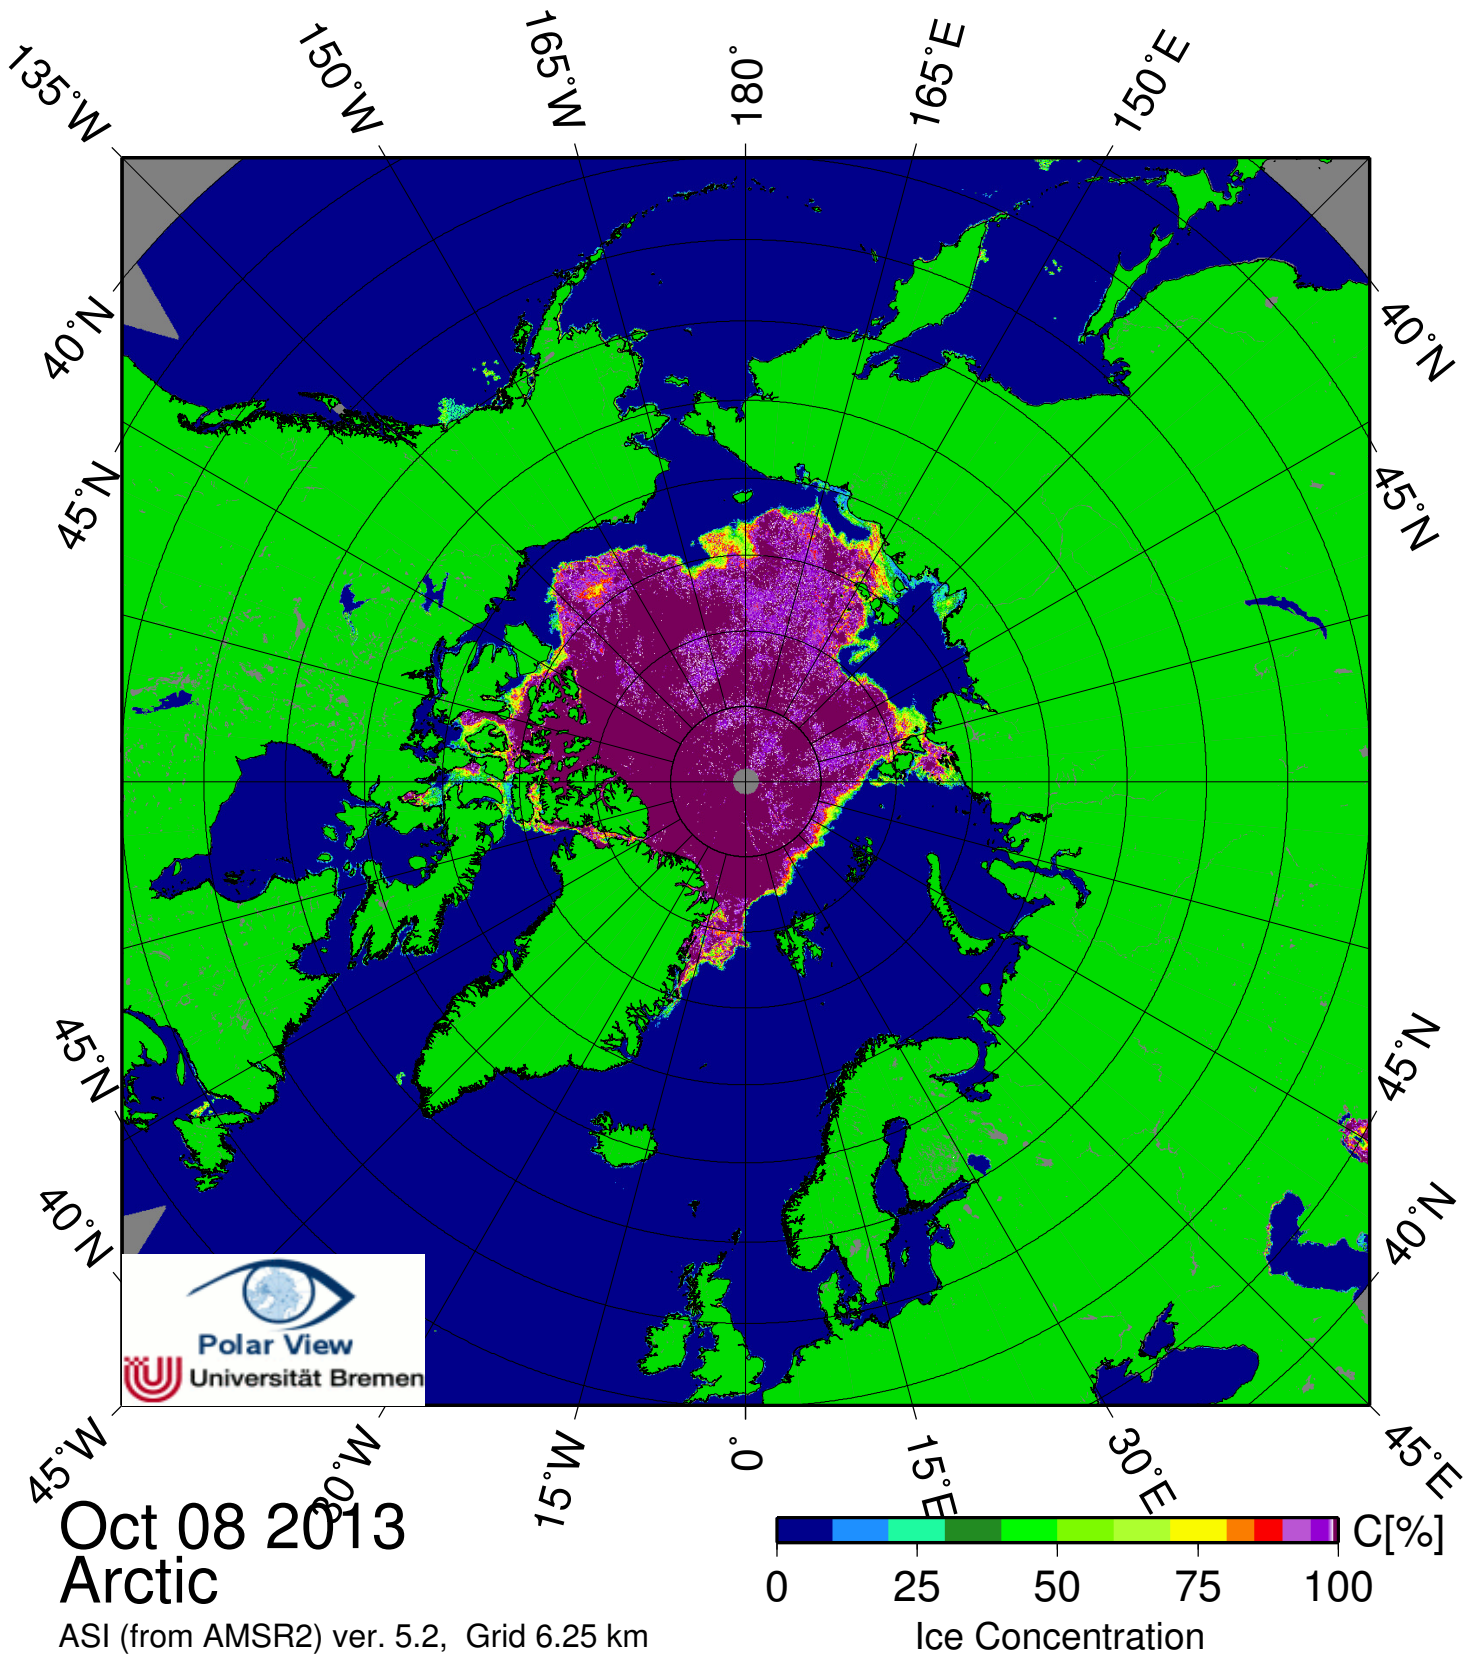 135°W
150°W
165°W
180°
165°E
150°E
40°N
40°N
45°N
45°N
45°N
45°N
40°N
40°N
Polar View
Universität Bremen
45°W
30°W
15°W
0°
15°E
30°E
45°E
Oct 08 2013
Arctic
ASI (from AMSR2) ver. 5.2, Grid 6.25 km
C[%]
0 25 50 75 100
Ice Concentration